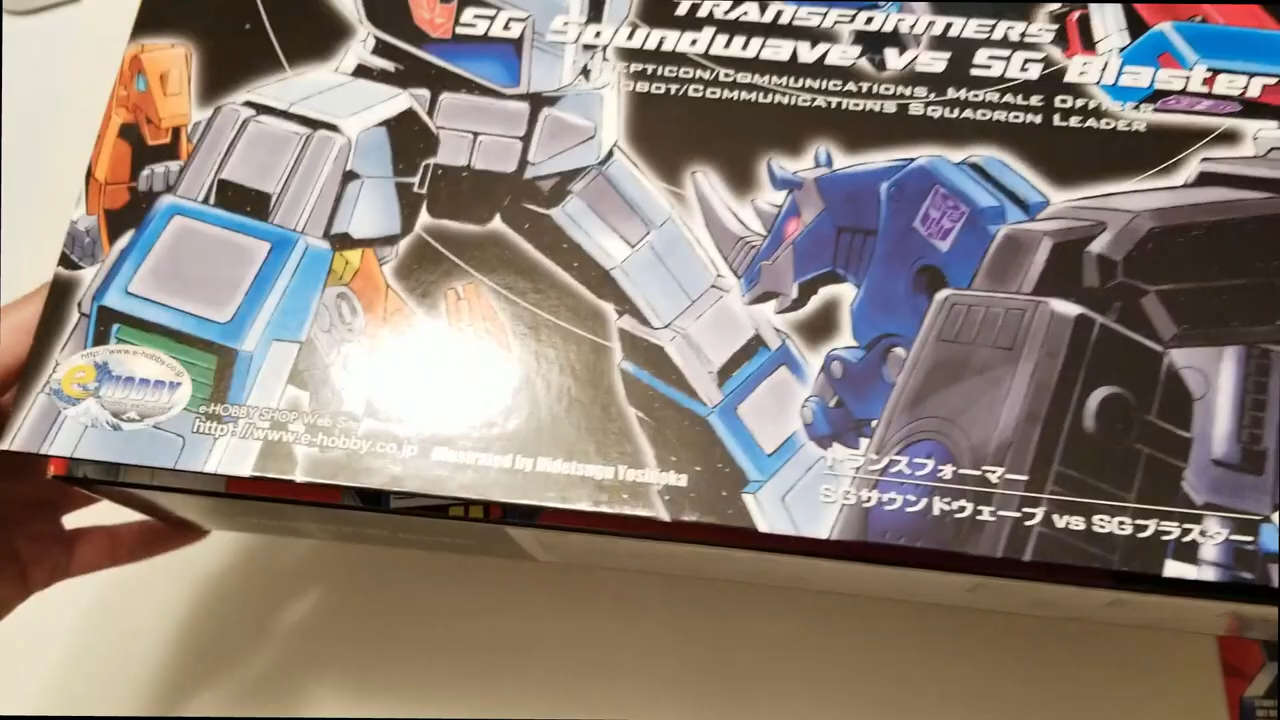 TRANSFORMERS
SG Soundwave vs SG Blaster
EPTICON/COMMUNICATIONS, MORALE OFFICER
OBOT/COMMUNICATIONS SQUADRON LEADER
http://www.e-hobby.co.jp
e-HOBBY
e-HOBBY SHOP Web Site
http://www.e-hobby.co.jp
Illustrated by Hidetsugu Yoshioka
トランスフォーマー
SGサウンドウェーブ vs SGブラスター